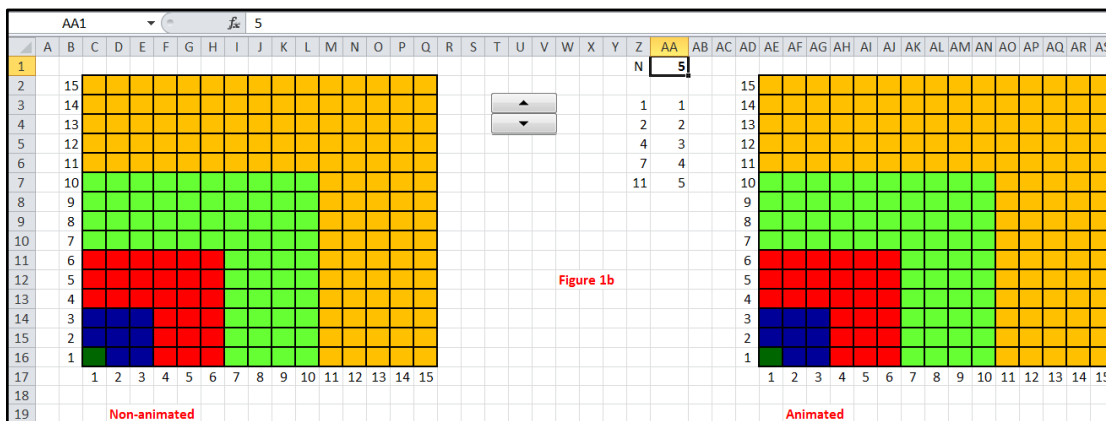 AA1 fx 5
A B C D E F G H I J K L M N O P Q R S T U V W X Y Z AA AB AC AD AE AF AG AH AI AJ AK AL AM AN AO AP AQ AR AS
1 N 5
2 15 15
3 14 1 1 14
4 13 2 2 13
5 12 4 3 12
6 11 7 4 11
7 10 11 5 10
8 9 9
9 8 8
10 7 7
11 6 6
12 5 Figure 1b 5
13 4 4
14 3 3
15 2 2
16 1 1
17 1 2 3 4 5 6 7 8 9 10 11 12 13 14 15 1 2 3 4 5 6 7 8 9 10 11 12 13 14 15
18
19 Non-animated Animated